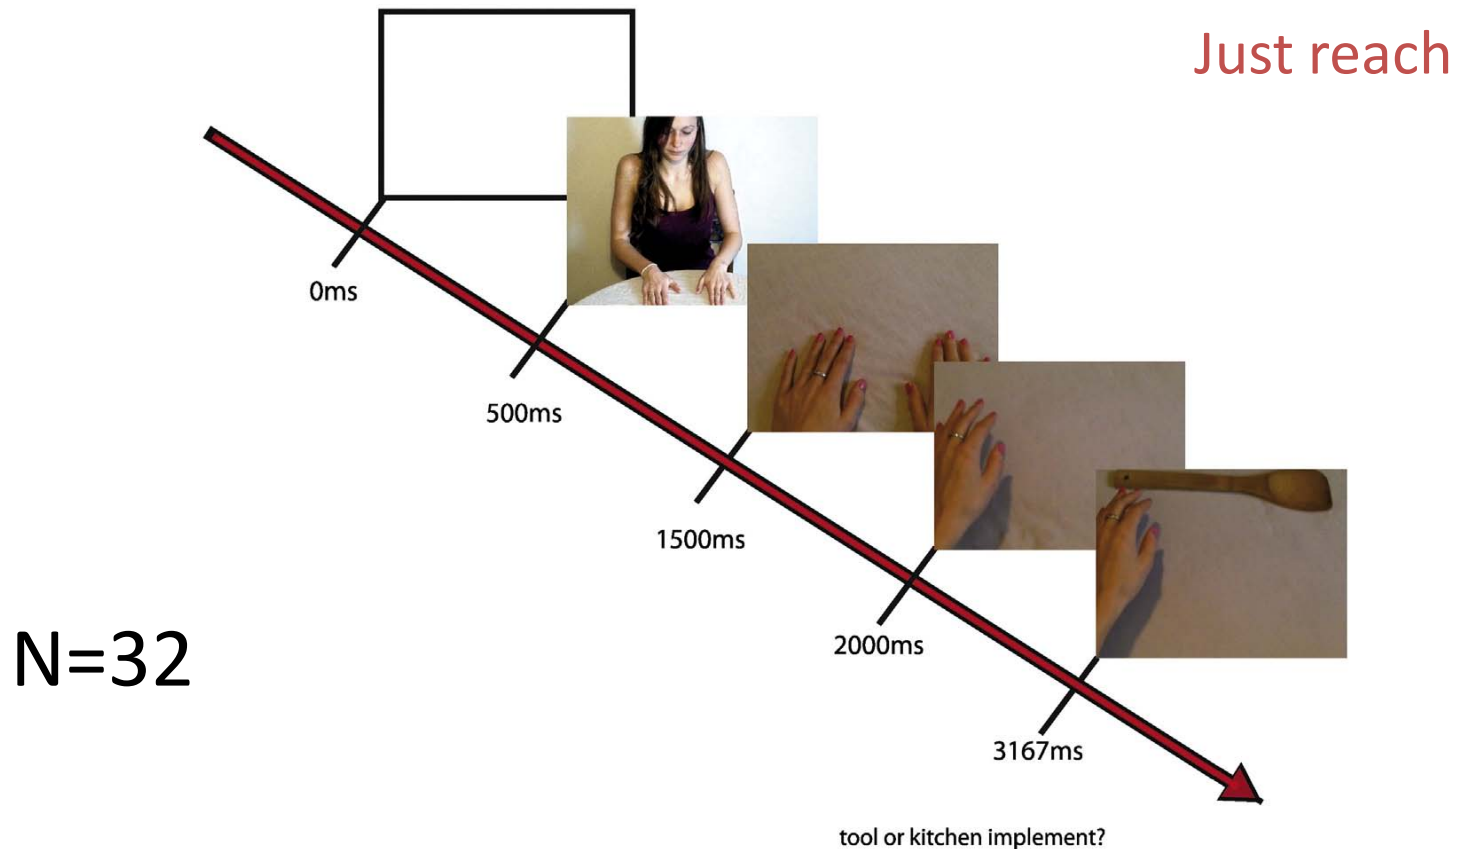 Just reach
0ms
500ms
1500ms
N=32
2000ms
3167ms
tool or kitchen implement?